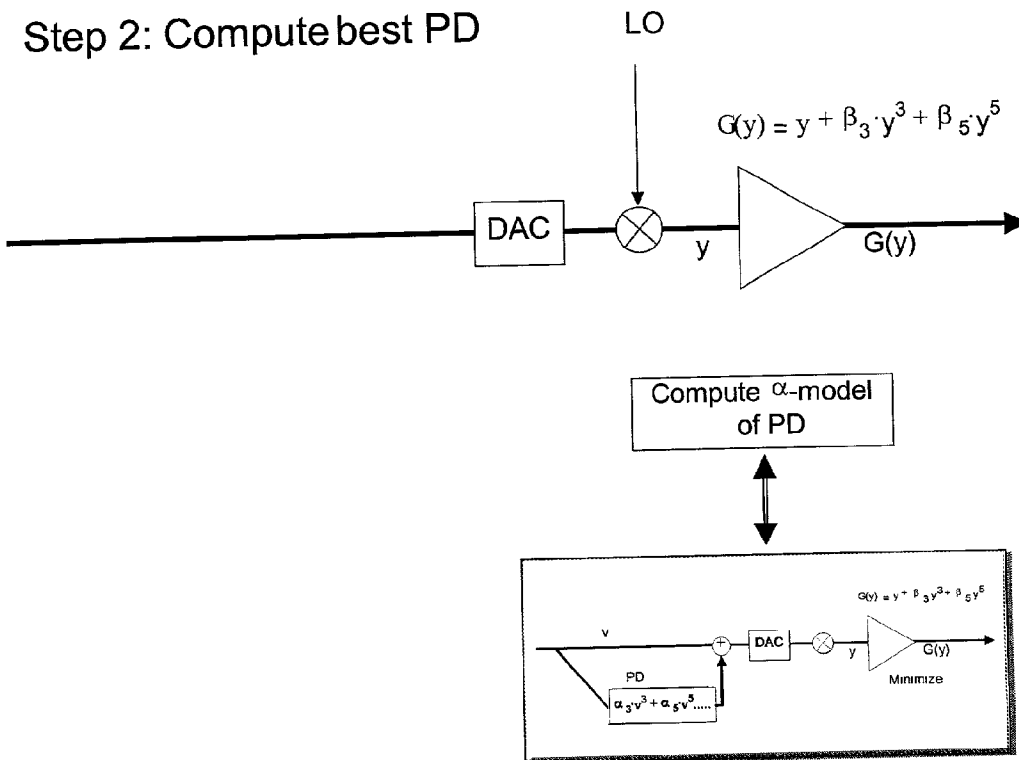 Step 2: Compute best PD
LO
G(y) = y + β₃·y³ + β₅·y⁵
DAC
y
G(y)
Compute α-model
of PD
G(y) = y + β₃y³ + β₅y⁵
v
DAC
y
G(y)
PD
Minimize
α₃·v³ + α₅·v⁵.....